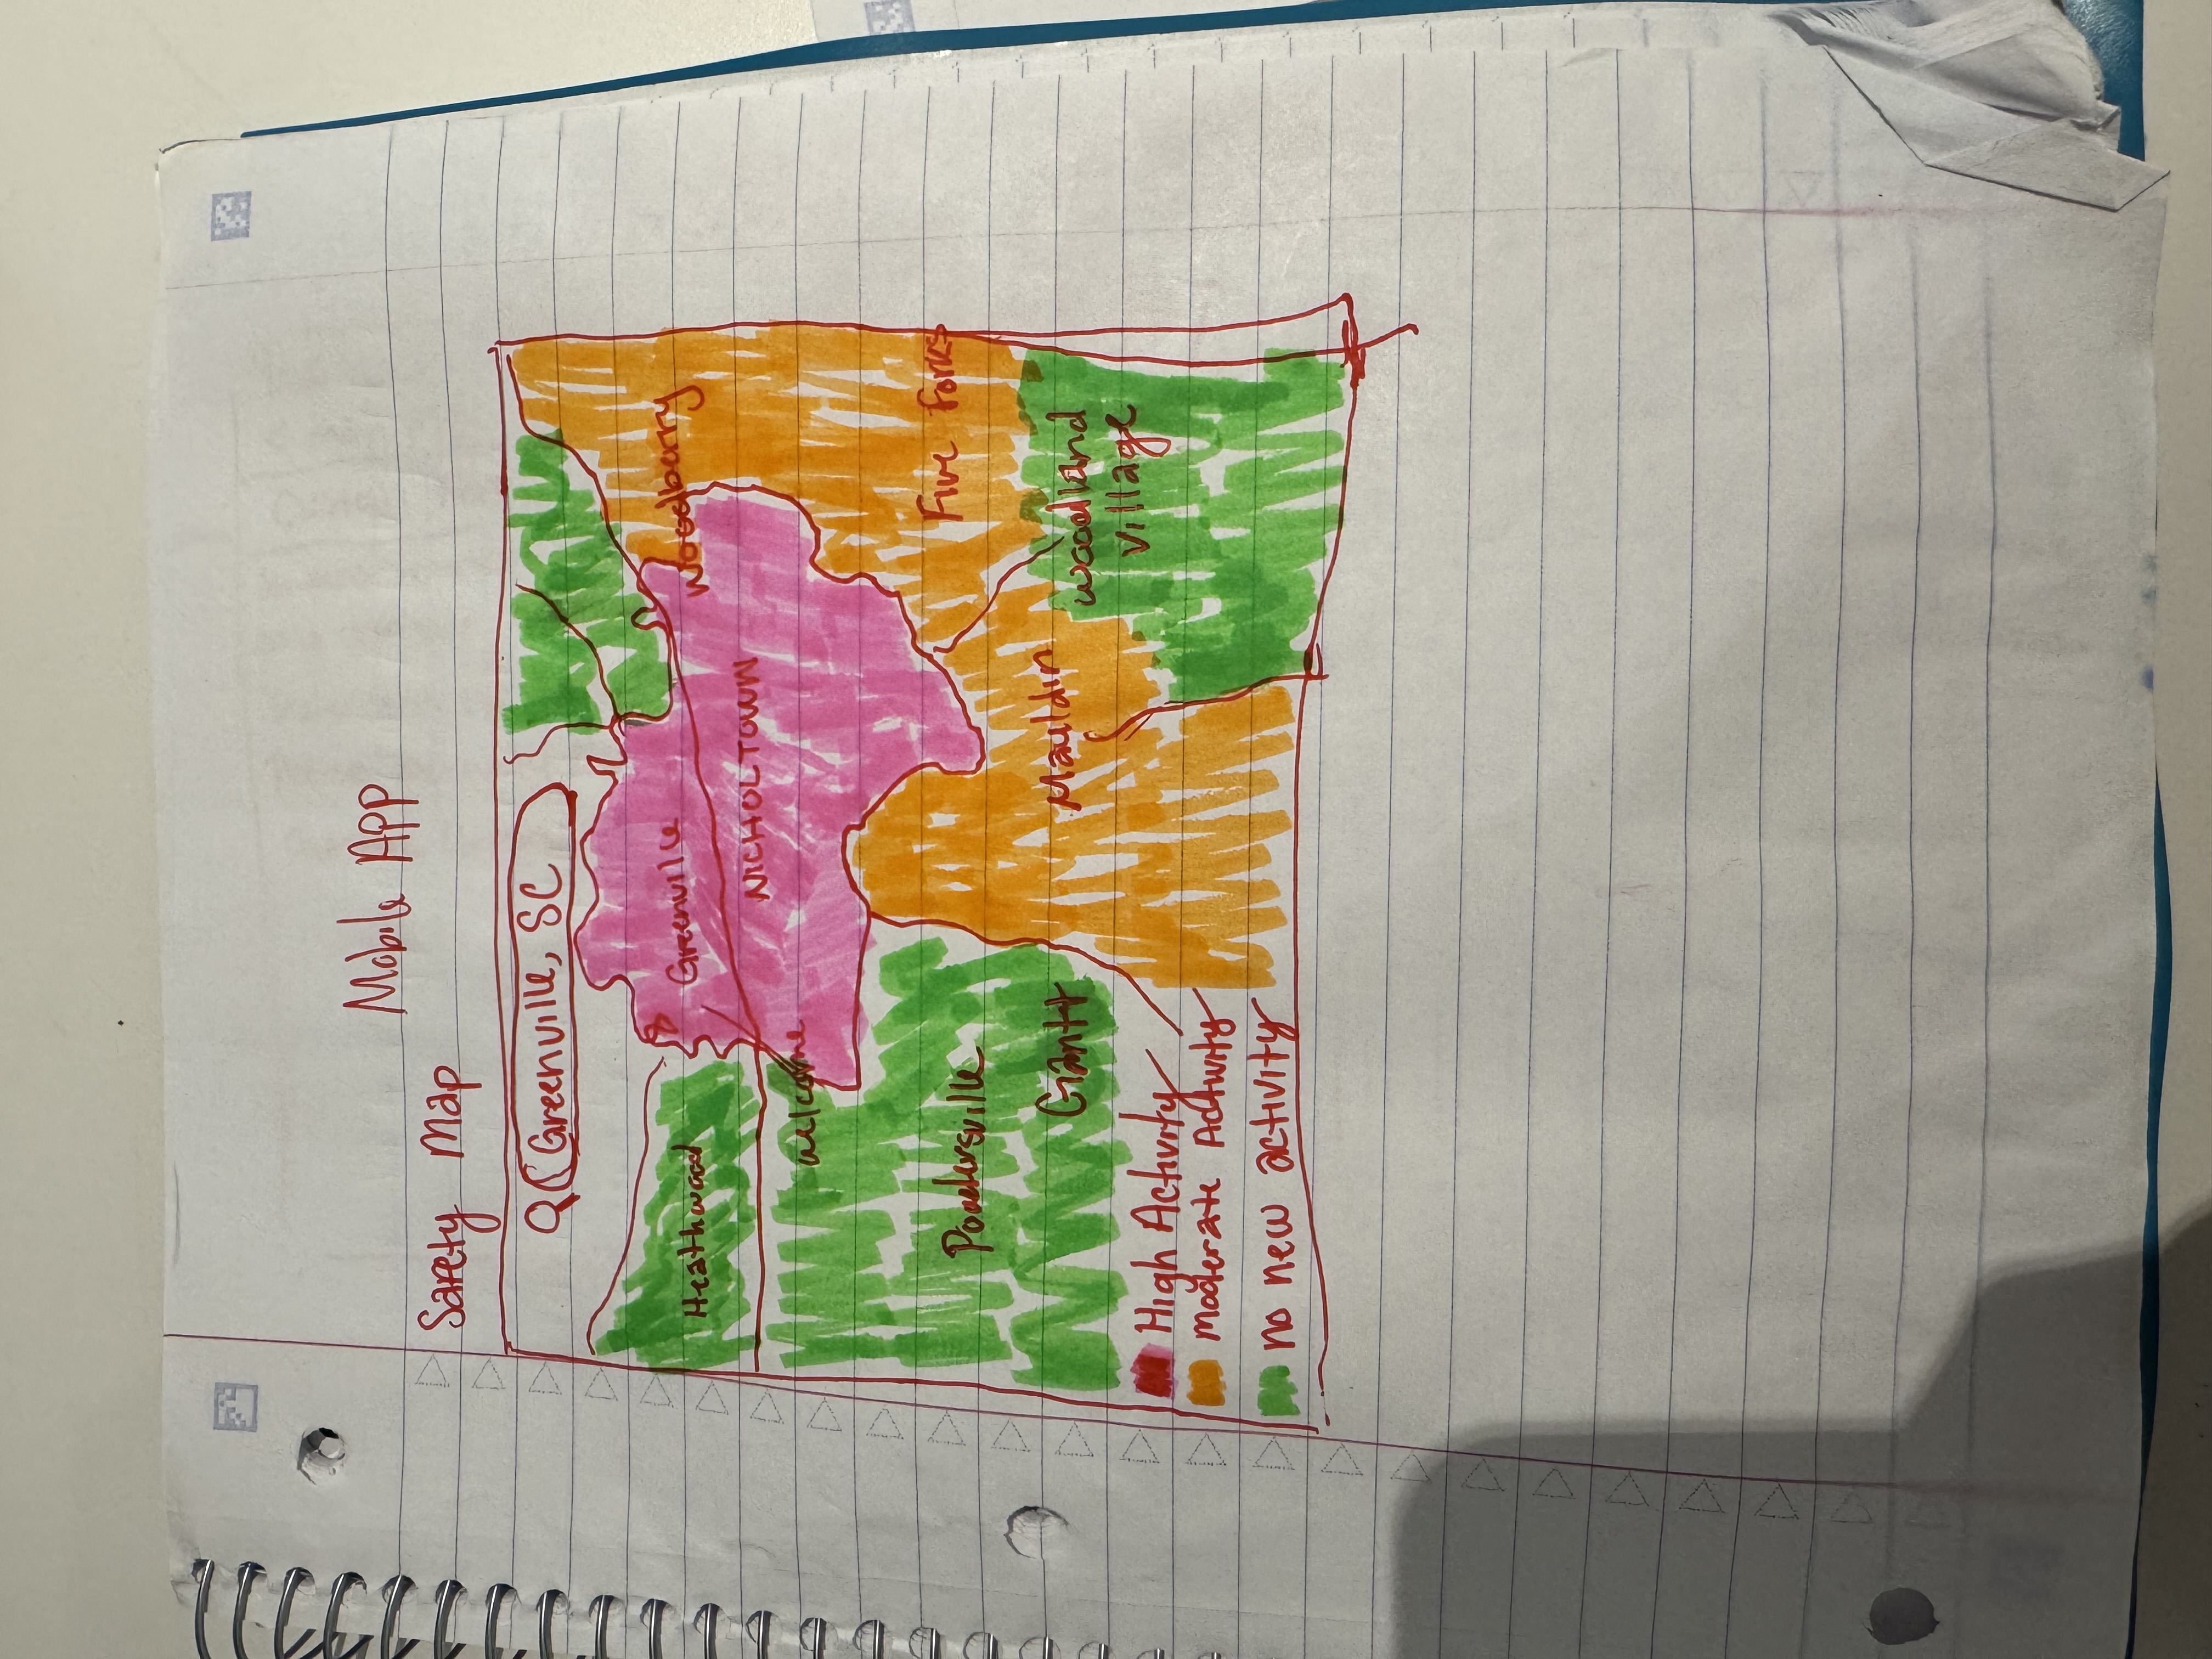 Mobile App
Safety Map
Greenville, SC
Heathwood
Greenville
Woodberry
NICHOLTOWN
welcome
Powdersville
Five Forks
Gantt
Mauldin
woodland
village
High Activity
Moderate Activity
no new activity